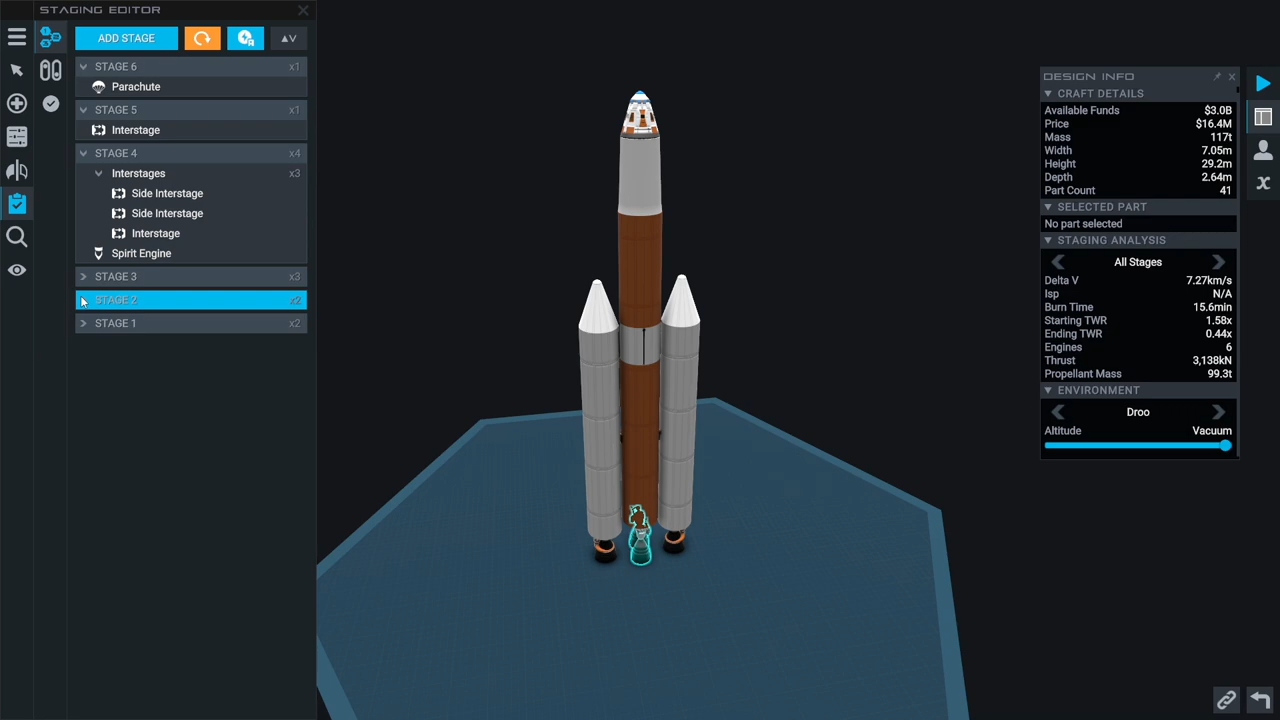 STAGING EDITOR
ADD STAGE
STAGE 6 x1
Parachute
STAGE 5 x1
Interstage
STAGE 4 x4
Interstages x3
Side Interstage
Side Interstage
Interstage
Spirit Engine
STAGE 3 x3
STAGE 2 x2
STAGE 1 x2
DESIGN INFO
CRAFT DETAILS
Available Funds $3.0B
Price $16.4M
Mass 117t
Width 7.05m
Height 29.2m
Depth 2.64m
Part Count 41
SELECTED PART
No part selected
STAGING ANALYSIS
All Stages
Delta V 7.27km/s
Isp N/A
Burn Time 15.6min
Starting TWR 1.58x
Ending TWR 0.44x
Engines 6
Thrust 3,138kN
Propellant Mass 99.3t
ENVIRONMENT
Droo
Altitude Vacuum